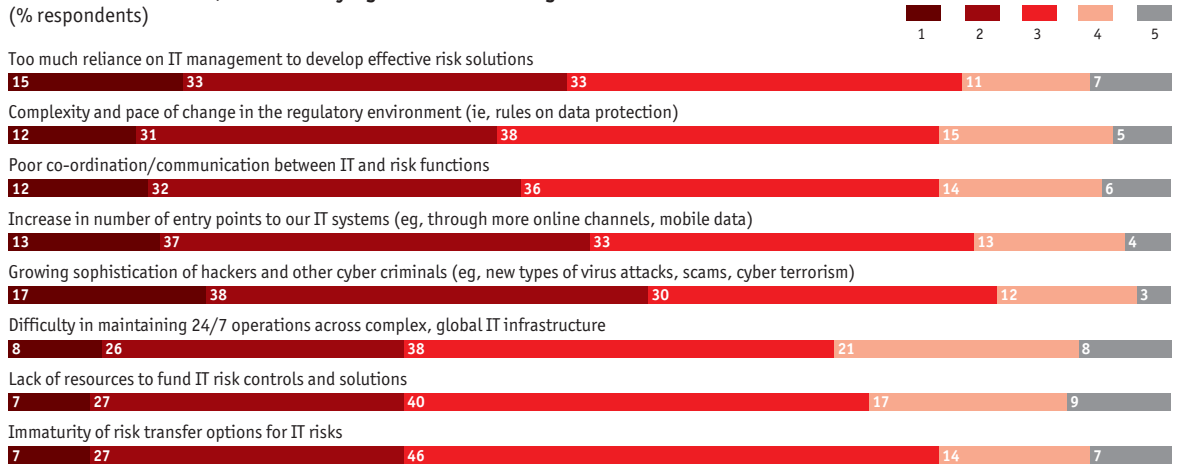 (% respondents)
1 2 3 4 5
Too much reliance on IT management to develop effective risk solutions
15 33 33 11 7
Complexity and pace of change in the regulatory environment (ie, rules on data protection)
12 31 38 15 5
Poor co-ordination/communication between IT and risk functions
12 32 36 14 6
Increase in number of entry points to our IT systems (eg, through more online channels, mobile data)
13 37 33 13 4
Growing sophistication of hackers and other cyber criminals (eg, new types of virus attacks, scams, cyber terrorism)
17 38 30 12 3
Difficulty in maintaining 24/7 operations across complex, global IT infrastructure
8 26 38 21 8
Lack of resources to fund IT risk controls and solutions
7 27 40 17 9
Immaturity of risk transfer options for IT risks
7 27 46 14 7